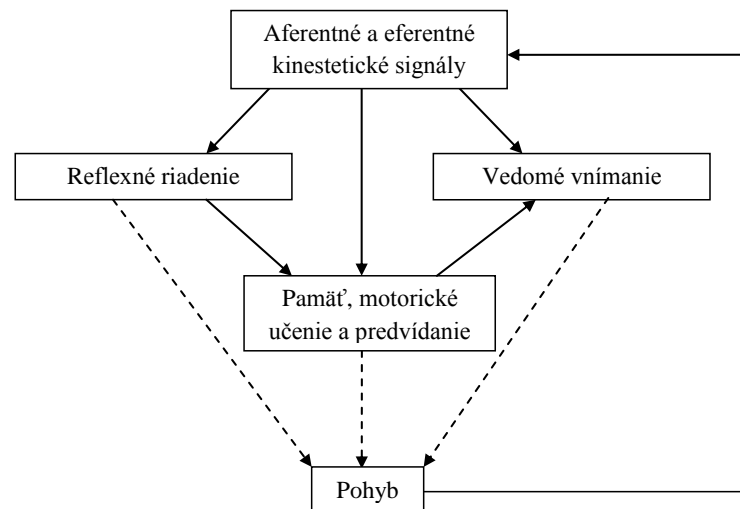 Aferentné a eferentné
kinestetické signály
Reflexné riadenie
Vedomé vnímanie
Pamäť, motorické
učenie a predvídanie
Pohyb